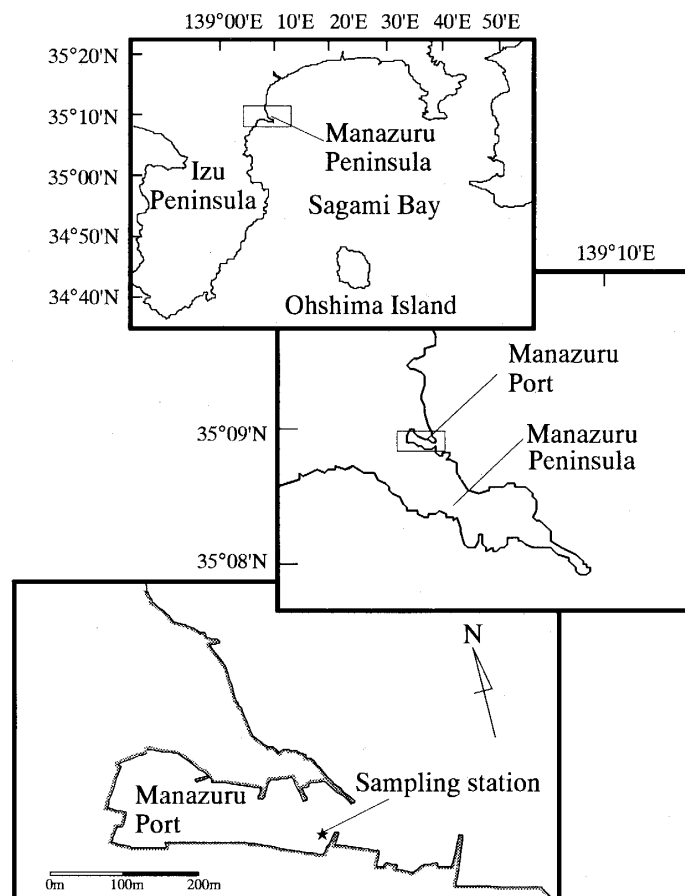 139°00'E 10'E 20'E 30'E 40'E 50'E
35°20'N
35°10'N
35°00'N
34°50'N
34°40'N
Manazuru
Peninsula
Izu
Peninsula
Sagami Bay
Ohshima Island
139°10'E
Manazuru
Port
35°09'N
Manazuru
Peninsula
35°08'N
N
Sampling station
Manazuru
Port
0m 100m 200m